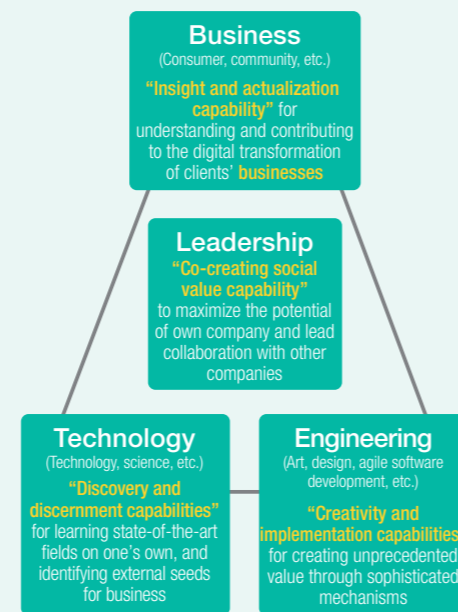 Business
(Consumer, community, etc.)
“Insight and actualization
capability” for
understanding and contributing
to the digital transformation
of clients’ businesses
Leadership
“Co-creating social
value capability”
to maximize the potential
of own company and lead
collaboration with other
companies
Technology
(Technology, science, etc.)
“Discovery and
discernment capabilities”
for learning state-of-the-art
fields on one’s own, and
identifying external seeds
for business
Engineering
(Art, design, agile software
development, etc.)
“Creativity and
implementation capabilities
for creating unprecedented
value through sophisticated
mechanisms